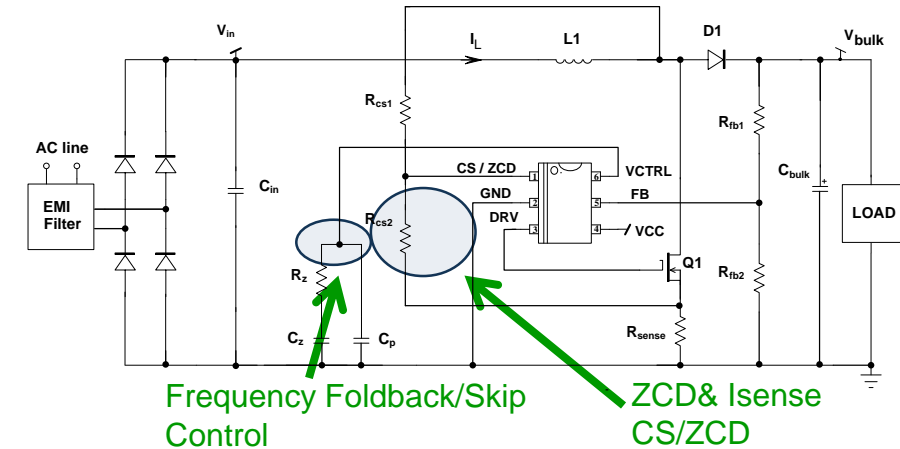 Vin
IL
L1
D1
Vbulk
Rcs1
Rfb1
AC line
CS / ZCD
1
6
VCTRL
Cin
GND
2
5
FB
Cbulk
+
EMI
Filter
Rcs2
DRV
3
4
VCC
LOAD
Q1
Rz
Rfb2
Rsense
Cz
Cp
Frequency Foldback/Skip
Control
ZCD& Isense
CS/ZCD